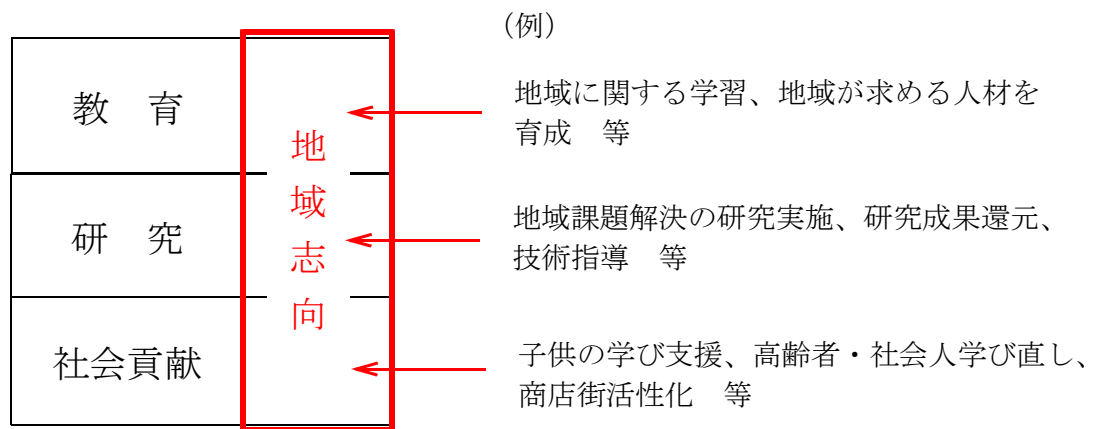 （例）
教　育
地域に関する学習、地域が求める人材を
育成　等
地域志向
研　究
地域課題解決の研究実施、研究成果還元、
技術指導　等
社会貢献
子供の学び支援、高齢者・社会人学び直し、
商店街活性化　等